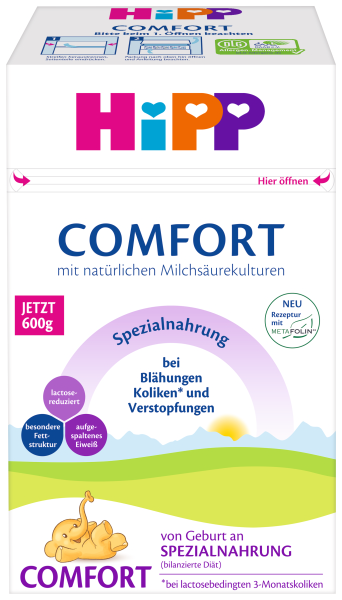 HiPP
COMFORT
Bitte beim 1. Öffnen beachten
1
2
HiPP
Hier öffnen
COMFORT
mit natürlichen Milchsäurekulturen
JETZT
600g
NEU
Rezeptur
mit
METAFOLIN®
Spezialnahrung
bei
Blähungen
Koliken* und
Verstopfungen
lactose-
reduziert
besondere
Fett-
struktur
aufge-
spaltenes
Eiweiß
von Geburt an
SPEZIALNAHRUNG
(bilanzierte Diät)
COMFORT
*bei lactosebedingten 3-Monatskoliken